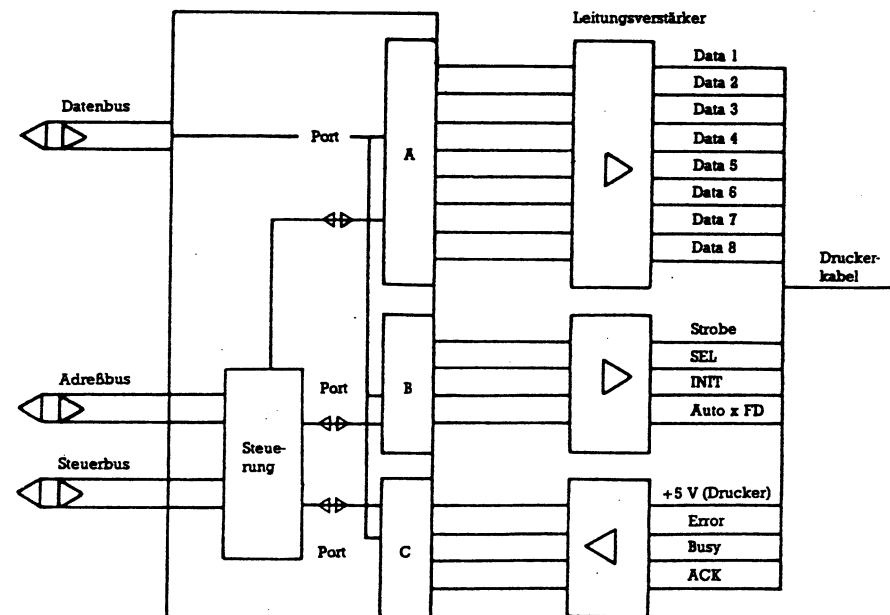 Leitungsverstärker
Data 1
Data 2
Datenbus
Data 3
Port
Data 4
A
Data 5
Data 6
Data 7
Data 8
Drucker-
kabel
Strobe
SEL
Adreßbus
Port
B
INIT
Auto x FD
Steue-
rung
Steuerbus
+5 V (Drucker)
Error
Port
C
Busy
ACK